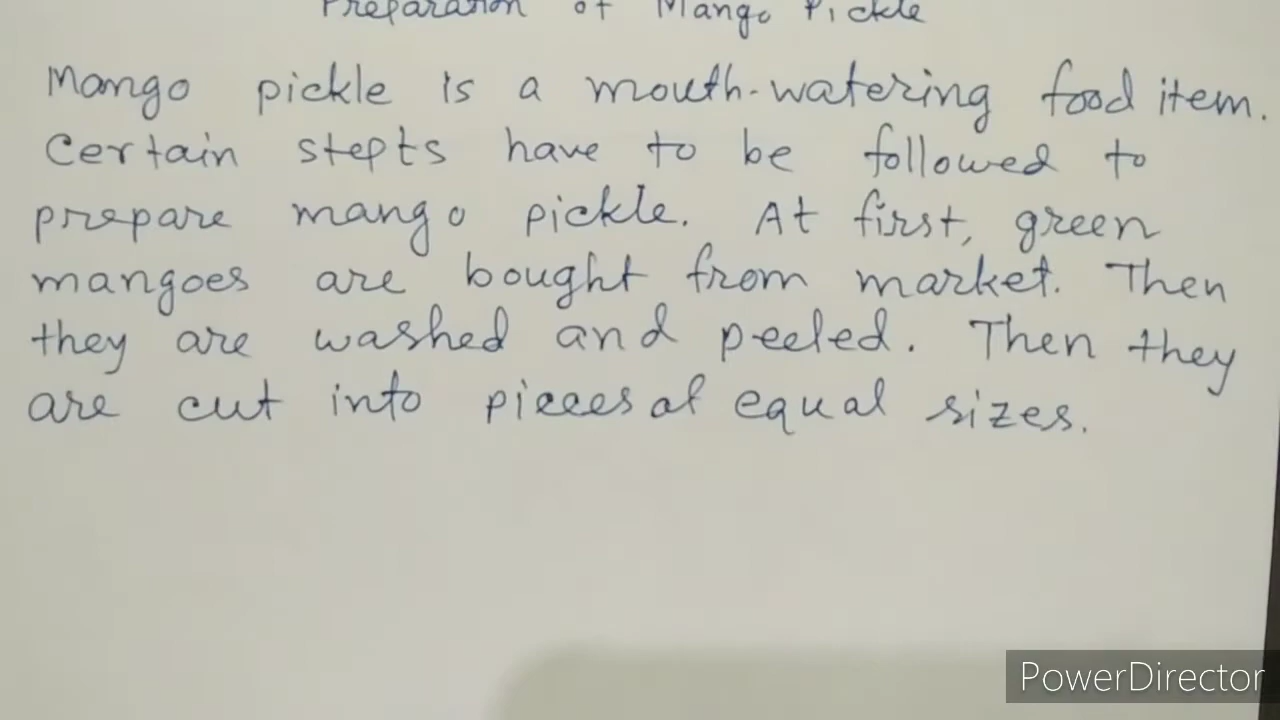 Preparation of Mango Pickle
Mango pickle is a mouth-watering food item.
Certain stepts have to be followed to
prepare mango pickle. At first, green
mangoes are bought from market. Then
they are washed and peeled. Then they
are cut into pieces of equal sizes.
PowerDirector